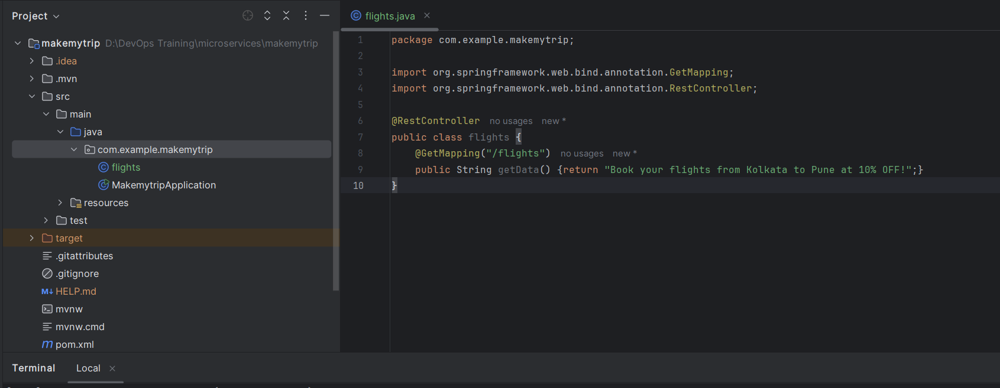 Project
makemytrip D:\DevOps Training\microservices\makemytrip
.idea
.mvn
src
main
java
com.example.makemytrip
flights
MakemytripApplication
resources
test
target
.gitattributes
.gitignore
M↓ HELP.md
mvnw
mvnw.cmd
m pom.xml
flights.java
1 package com.example.makemytrip;
2
3 import org.springframework.web.bind.annotation.GetMapping;
4 import org.springframework.web.bind.annotation.RestController;
5
6 @RestController no usages new *
7 public class flights {
8 @GetMapping("/flights") no usages new *
9 public String getData() {return "Book your flights from Kolkata to Pune at 10% OFF!";}
10 }
Terminal Local